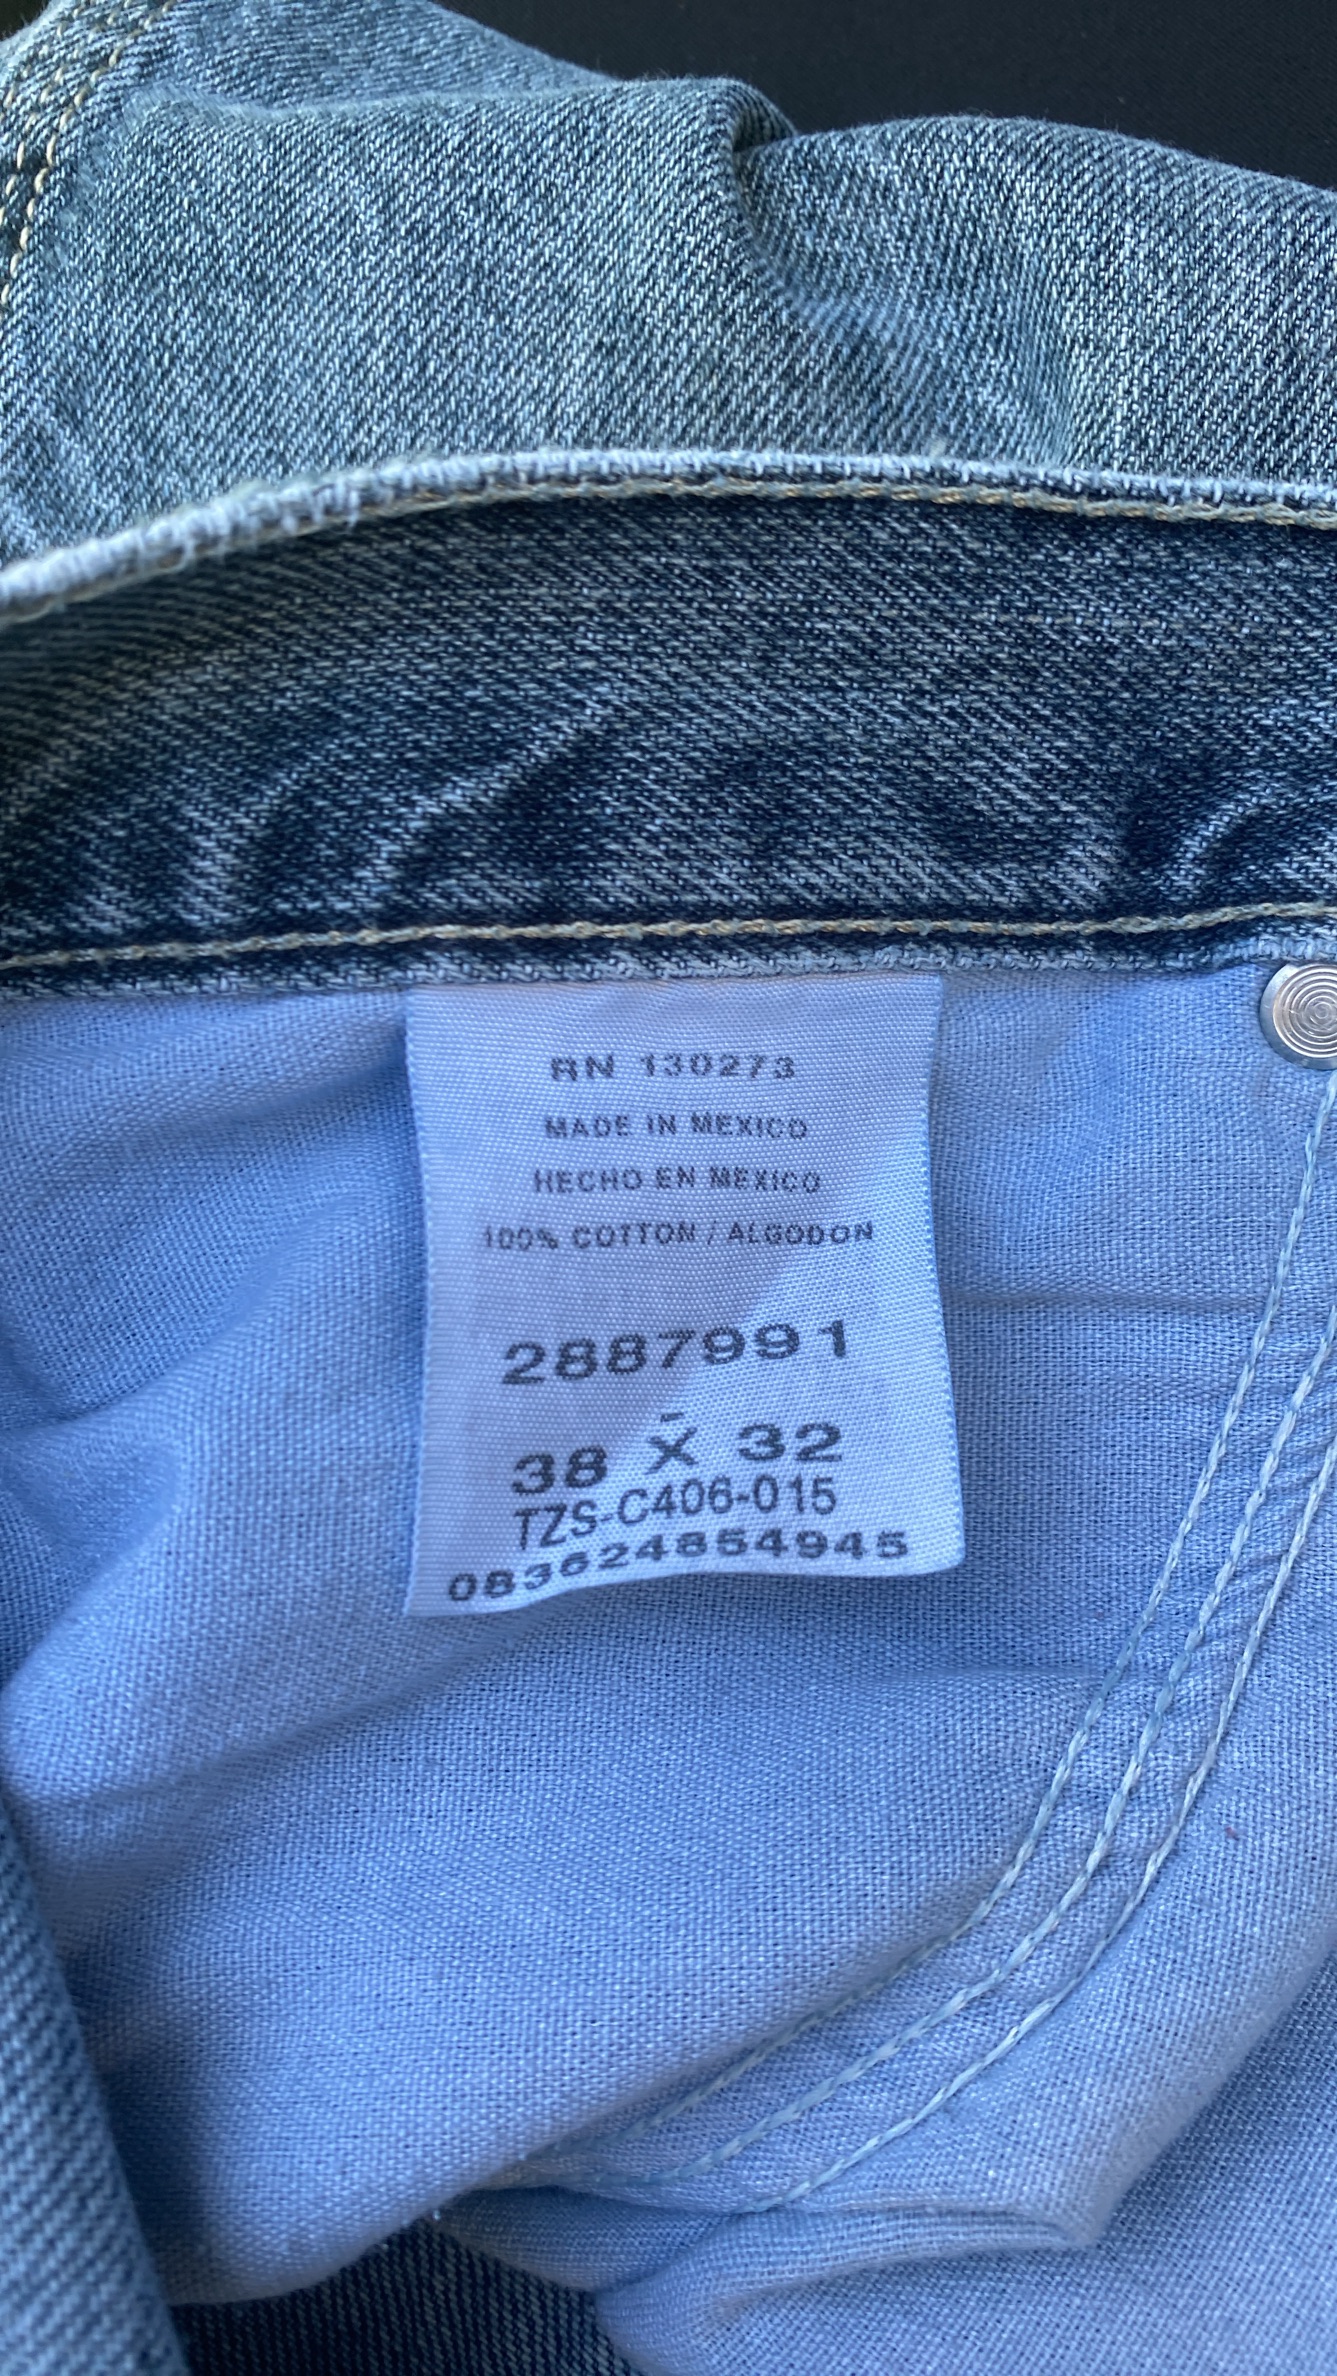 RN 130273
MADE IN MEXICO
HECHO EN MEXICO
100% COTTON / ALGODON
2887991
38 X 32
TZS-C406-015
083624854945